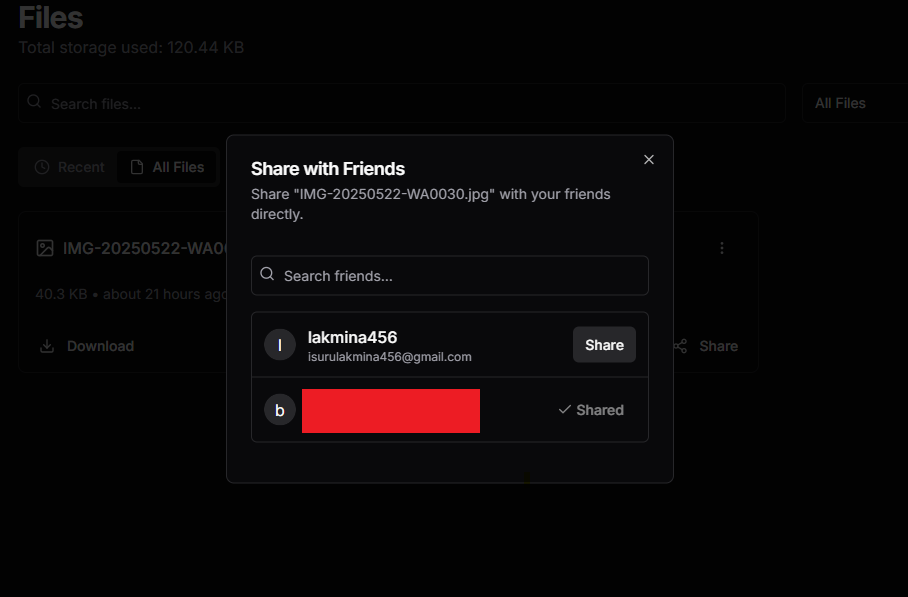 Files
Total storage used: 120.44 KB
Search files...
All Files
Recent
All Files
Share with Friends
Share "IMG-20250522-WA0030.jpg" with your friends
directly.
IMG-20250522-WA00
Search friends...
40.3 KB • about 21 hours ago
l
lakmina456
isurulakmina456@gmail.com
Share
Download
Share
b
Shared